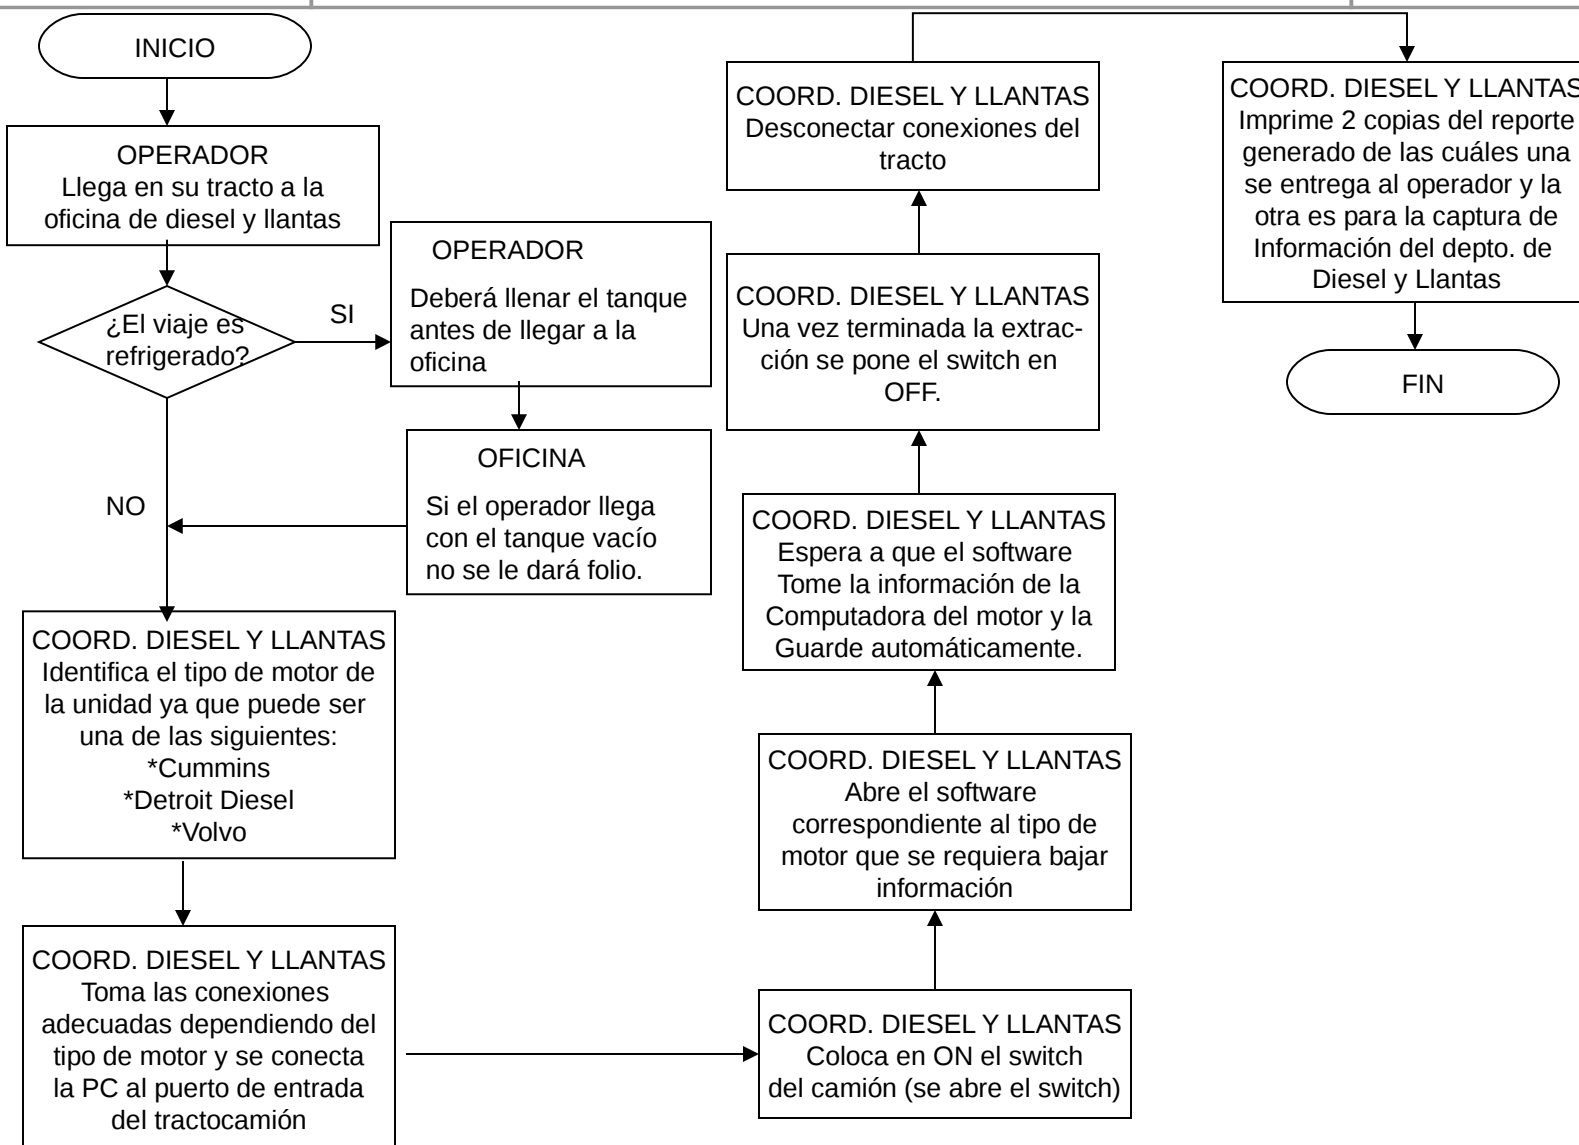 INICIO
OPERADOR
Llega en su tracto a la
oficina de diesel y llantas
¿El viaje es
refrigerado?
SI
OPERADOR
Deberá llenar el tanque
antes de llegar a la
oficina
OFICINA
Si el operador llega
con el tanque vacío
no se le dará folio.
NO
COORD. DIESEL Y LLANTAS
Identifica el tipo de motor de
la unidad ya que puede ser
una de las siguientes:
*Cummins
*Detroit Diesel
*Volvo
COORD. DIESEL Y LLANTAS
Toma las conexiones
adecuadas dependiendo del
tipo de motor y se conecta
la PC al puerto de entrada
del tractocamión
COORD. DIESEL Y LLANTAS
Coloca en ON el switch
del camión (se abre el switch)
COORD. DIESEL Y LLANTAS
Abre el software
correspondiente al tipo de
motor que se requiera bajar
información
COORD. DIESEL Y LLANTAS
Espera a que el software
Tome la información de la
Computadora del motor y la
Guarde automáticamente.
COORD. DIESEL Y LLANTAS
Una vez terminada la extrac-
ción se pone el switch en
OFF.
COORD. DIESEL Y LLANTAS
Desconectar conexiones del
tracto
COORD. DIESEL Y LLANTAS
Imprime 2 copias del reporte
generado de las cuáles una
se entrega al operador y la
otra es para la captura de
Información del depto. de
Diesel y Llantas
FIN